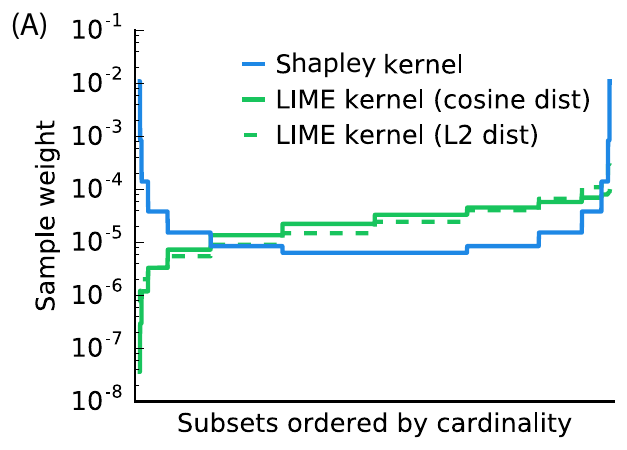 (A)
10-1
10-2
10-3
10-4
10-5
10-6
10-7
10-8
Sample weight
Shapley kernel
LIME kernel (cosine dist)
LIME kernel (L2 dist)
Subsets ordered by cardinality